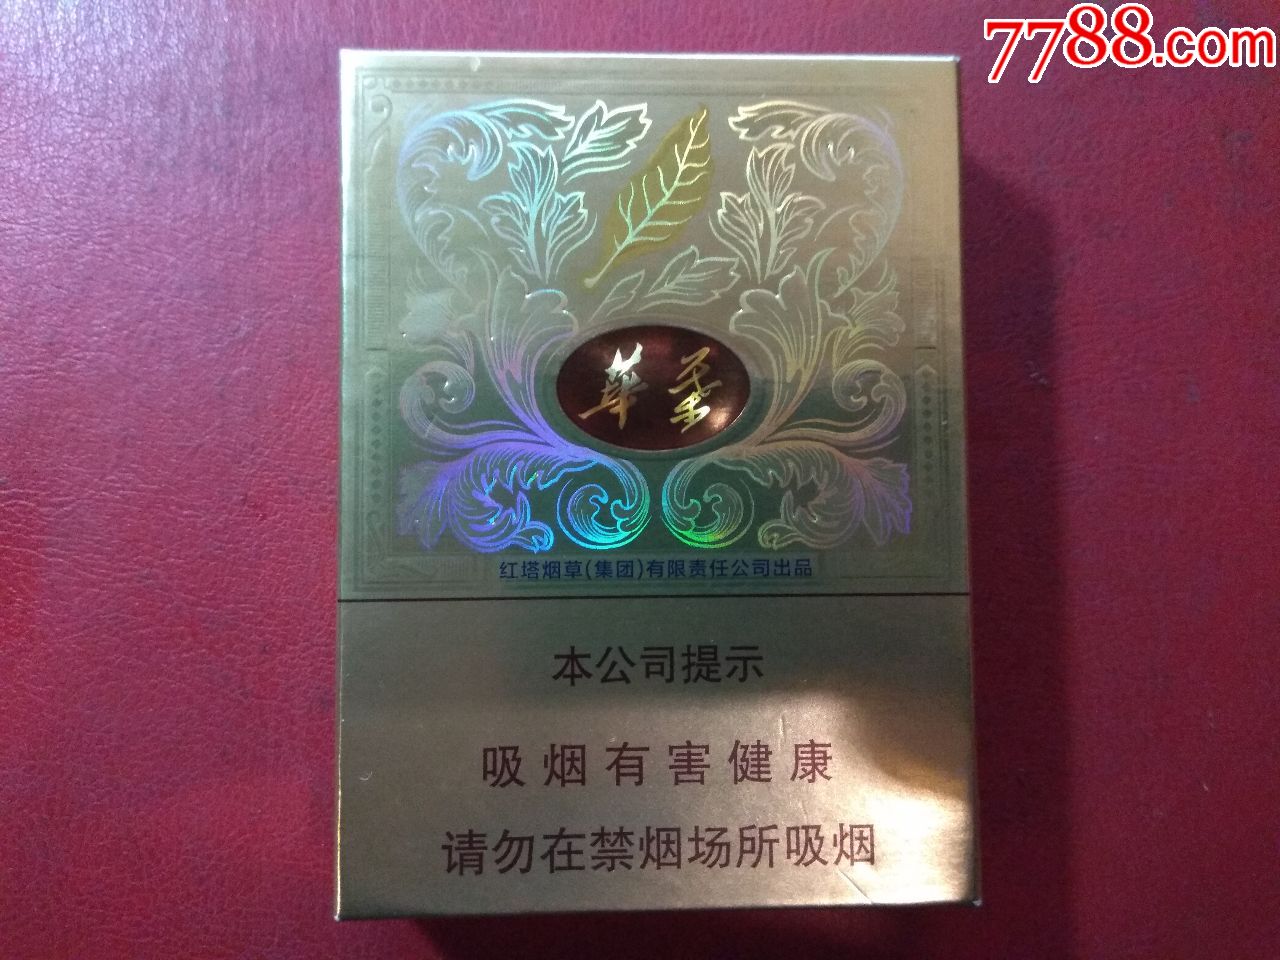 7788.com
華葉
红塔烟草(集团)有限责任公司出品
本公司提示
吸烟有害健康
请勿在禁烟场所吸烟